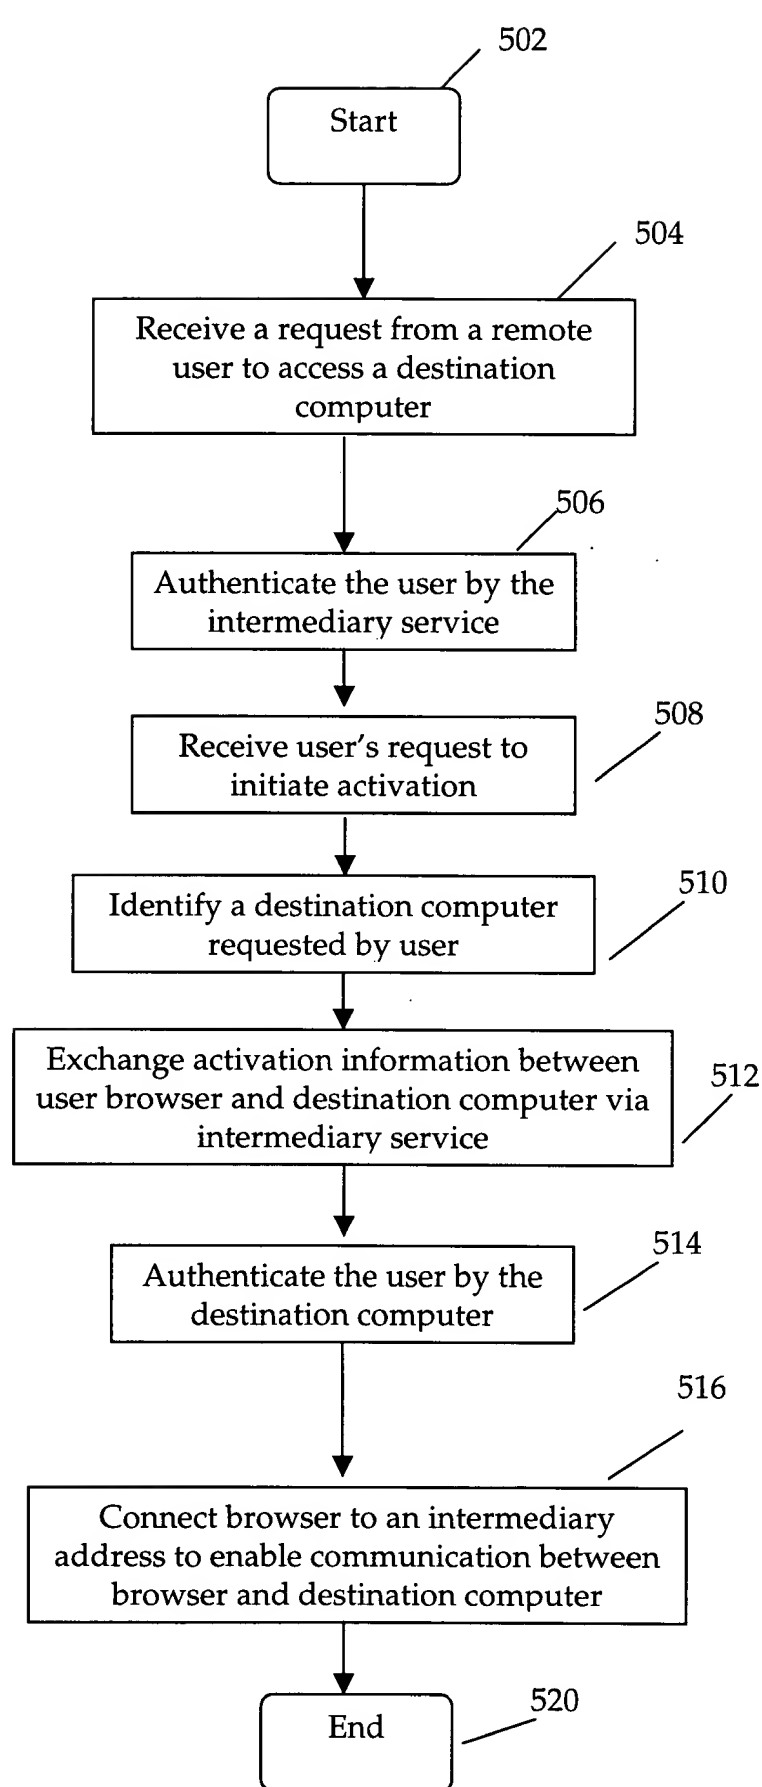 502
Start
504
Receive a request from a remote
user to access a destination
computer
506
Authenticate the user by the
intermediary service
508
Receive user's request to
initiate activation
510
Identify a destination computer
requested by user
Exchange activation information between
512
user browser and destination computer via
intermediary service
514
Authenticate the user by the
destination computer
516
Connect browser to an intermediary
address to enable communication between
browser and destination computer
520
End